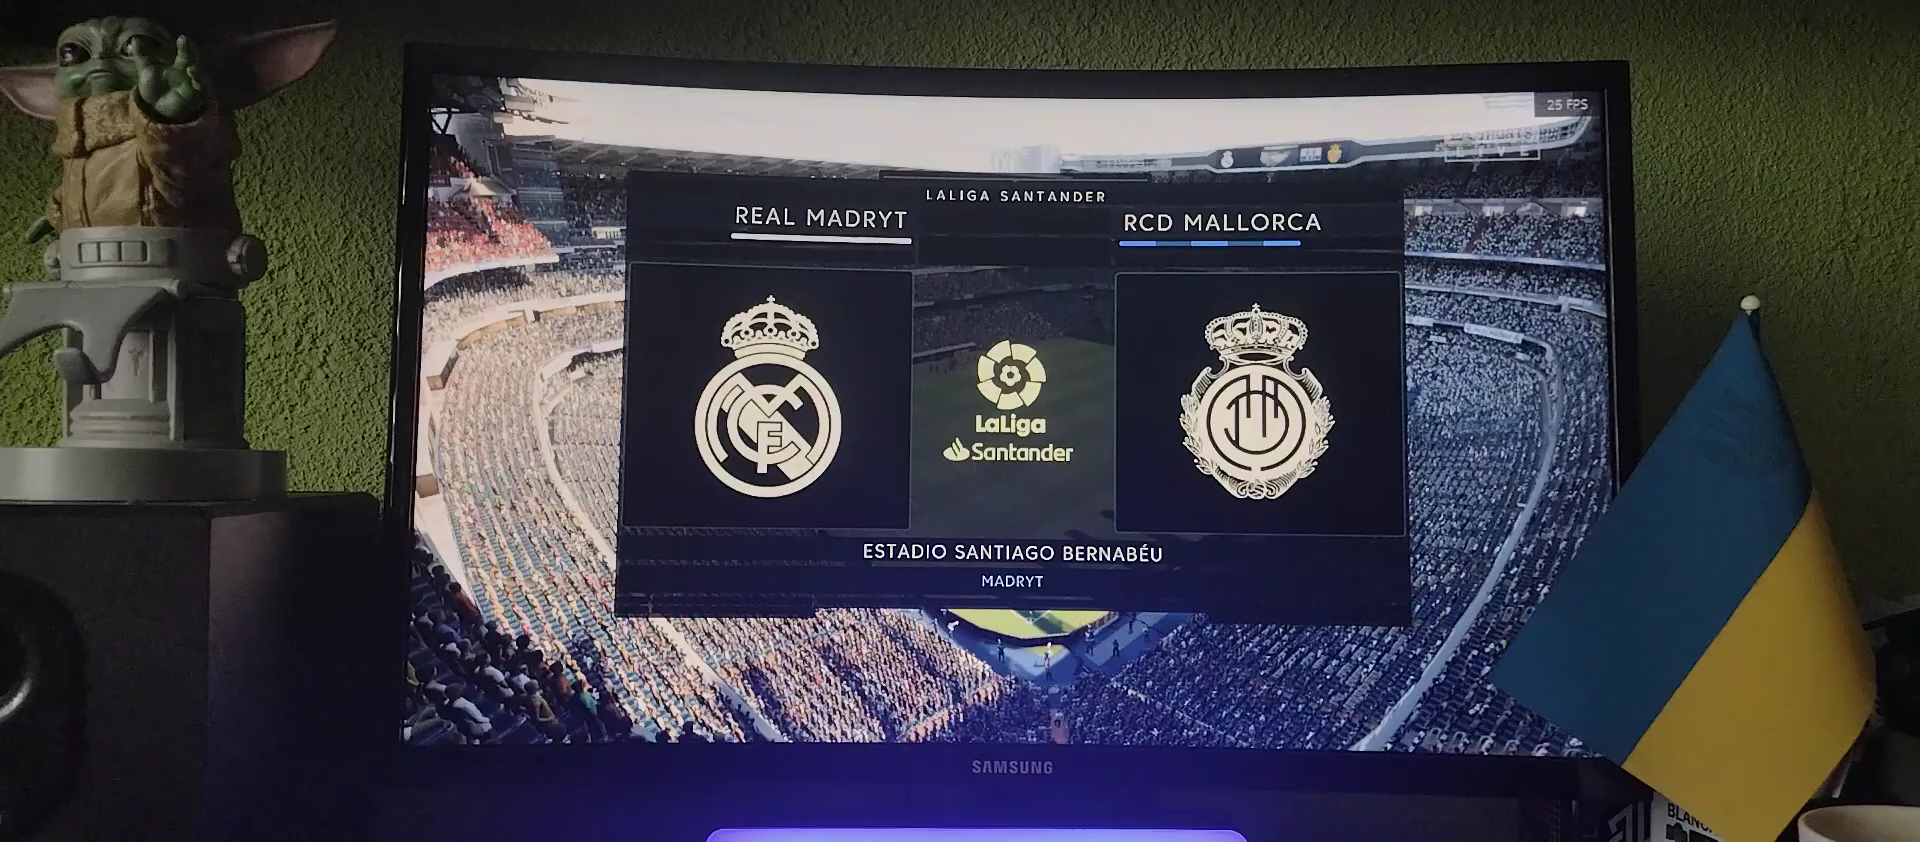 25 FPS
LALIGA SANTANDER
REAL MADRYT
RCD MALLORCA
LaLiga
Santander
ESTADIO SANTIAGO BERNABÉU
MADRYT
SAMSUNG